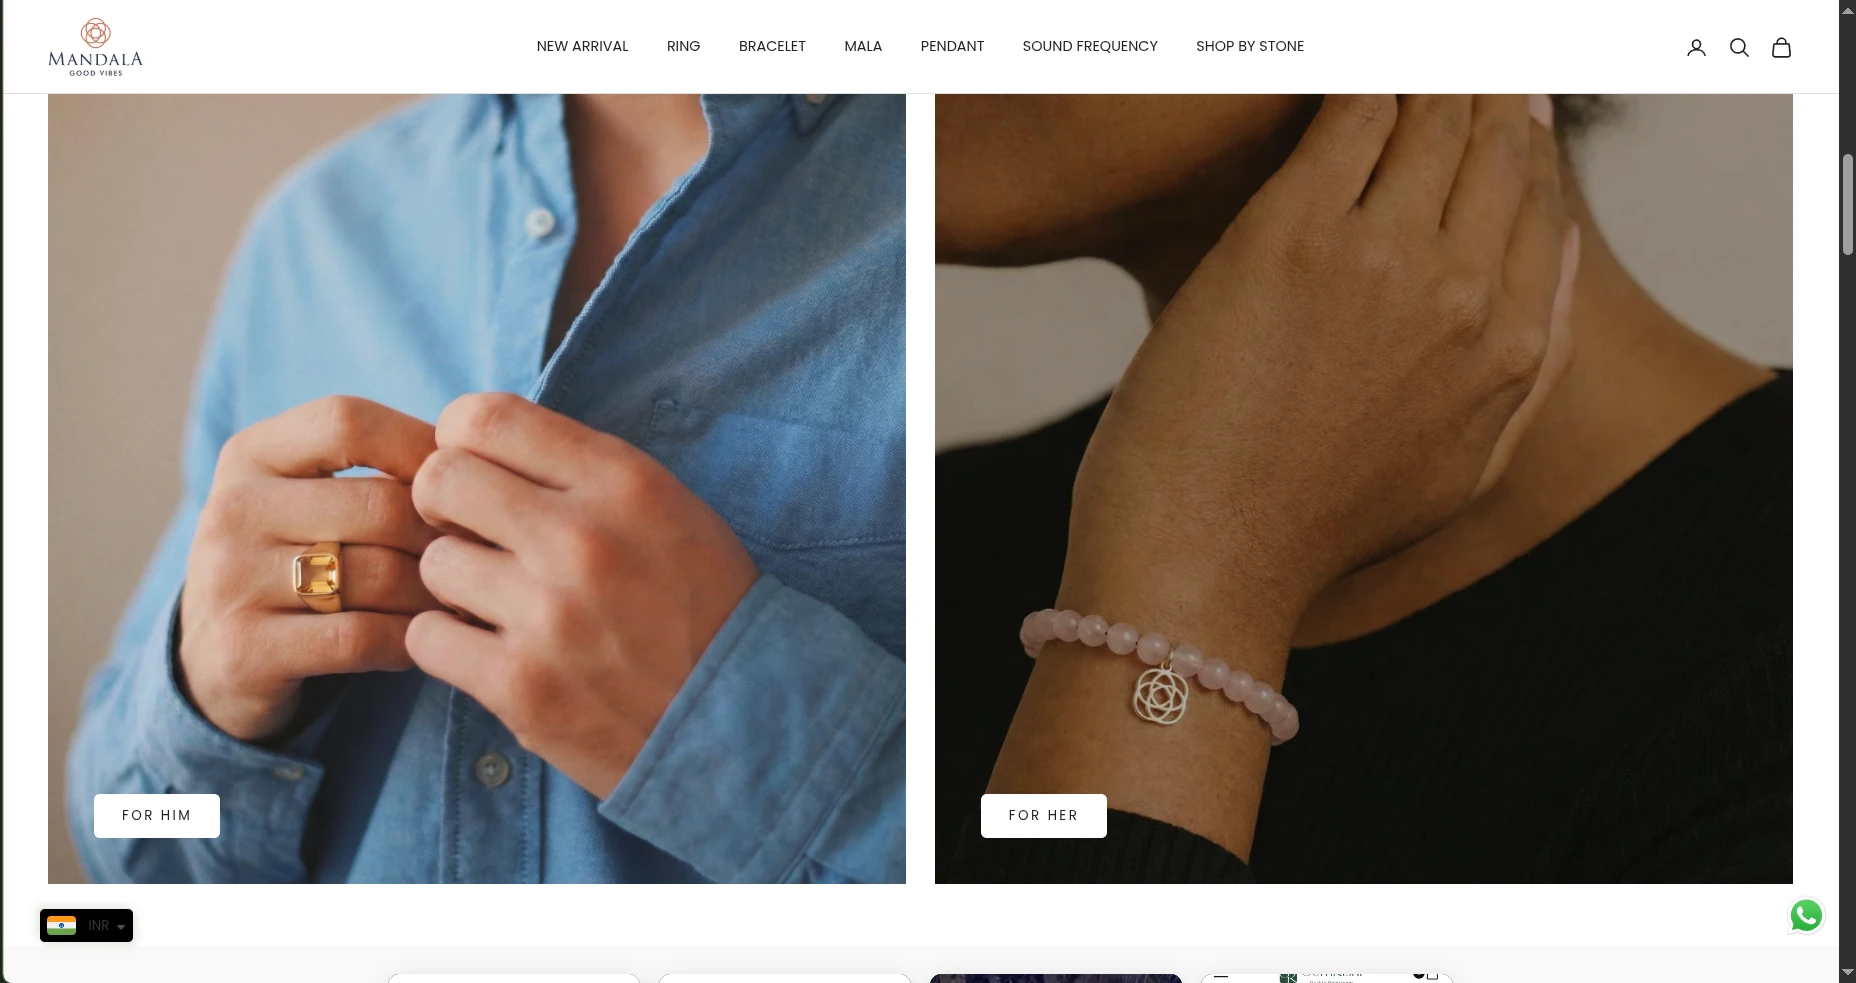 MANDALA
GOOD VIBES
NEW ARRIVAL
RING
BRACELET
MALA
PENDANT
SOUND FREQUENCY
SHOP BY STONE
FOR HIM
FOR HER
INR